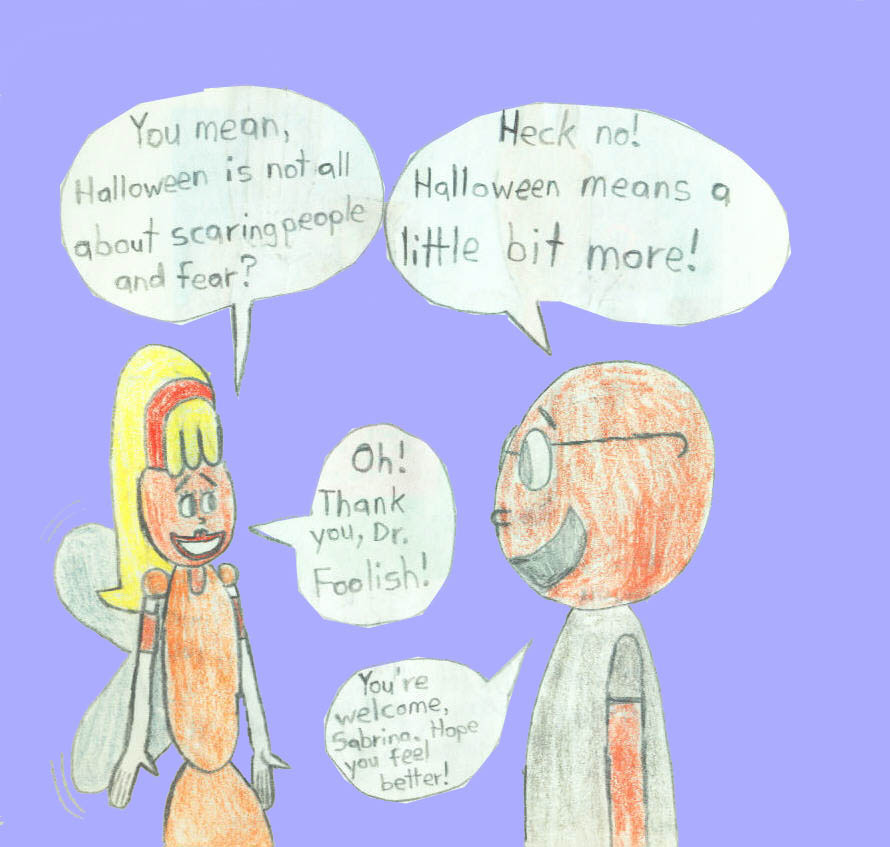 You mean,
Halloween is not all
about scaring people
and fear?
Heck no!
Halloween means a
little bit more!
Oh!
Thank
you, Dr.
Foolish!
You're
welcome,
Sabrina. Hope
you feel
better!